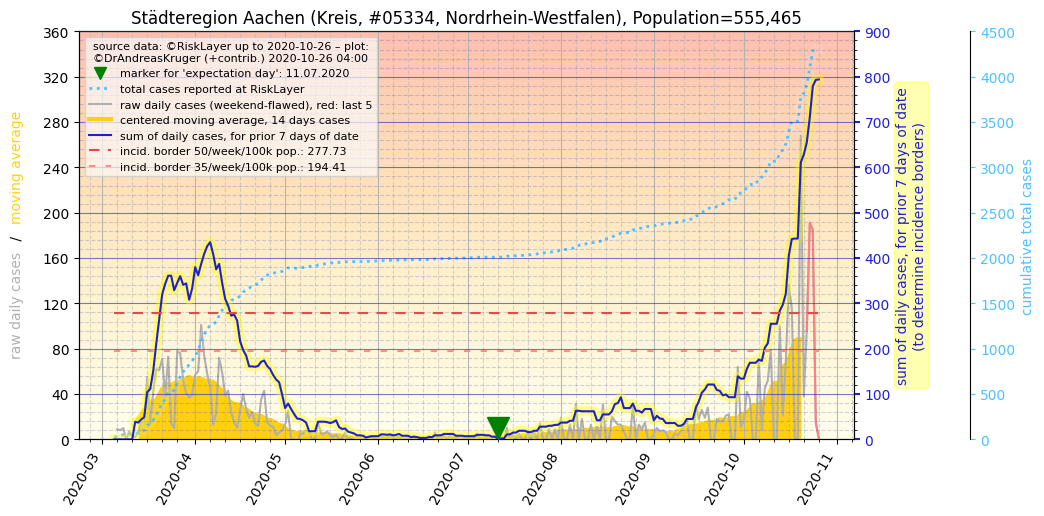 Städteregion Aachen (Kreis, #05334, Nordrhein-Westfalen), Population=555,465
source data: ©RiskLayer up to 2020-10-26 – plot:
©DrAndreasKruger (+contrib.) 2020-10-26 04:00
marker for 'expectation day': 11.07.2020
total cases reported at RiskLayer
raw daily cases (weekend-flawed), red: last 5
centered moving average, 14 days cases
sum of daily cases, for prior 7 days of date
incid. border 50/week/100k pop.: 277.73
incid. border 35/week/100k pop.: 194.41
raw daily cases / moving average
360
320
280
240
200
160
120
80
40
0
2020-03
2020-04
2020-05
2020-06
2020-07
2020-08
2020-09
2020-10
2020-11
900
800
700
600
500
400
300
200
100
0
sum of daily cases, for prior 7 days of date
(to determine incidence borders)
4500
4000
3500
3000
2500
2000
1500
1000
500
0
cumulative total cases